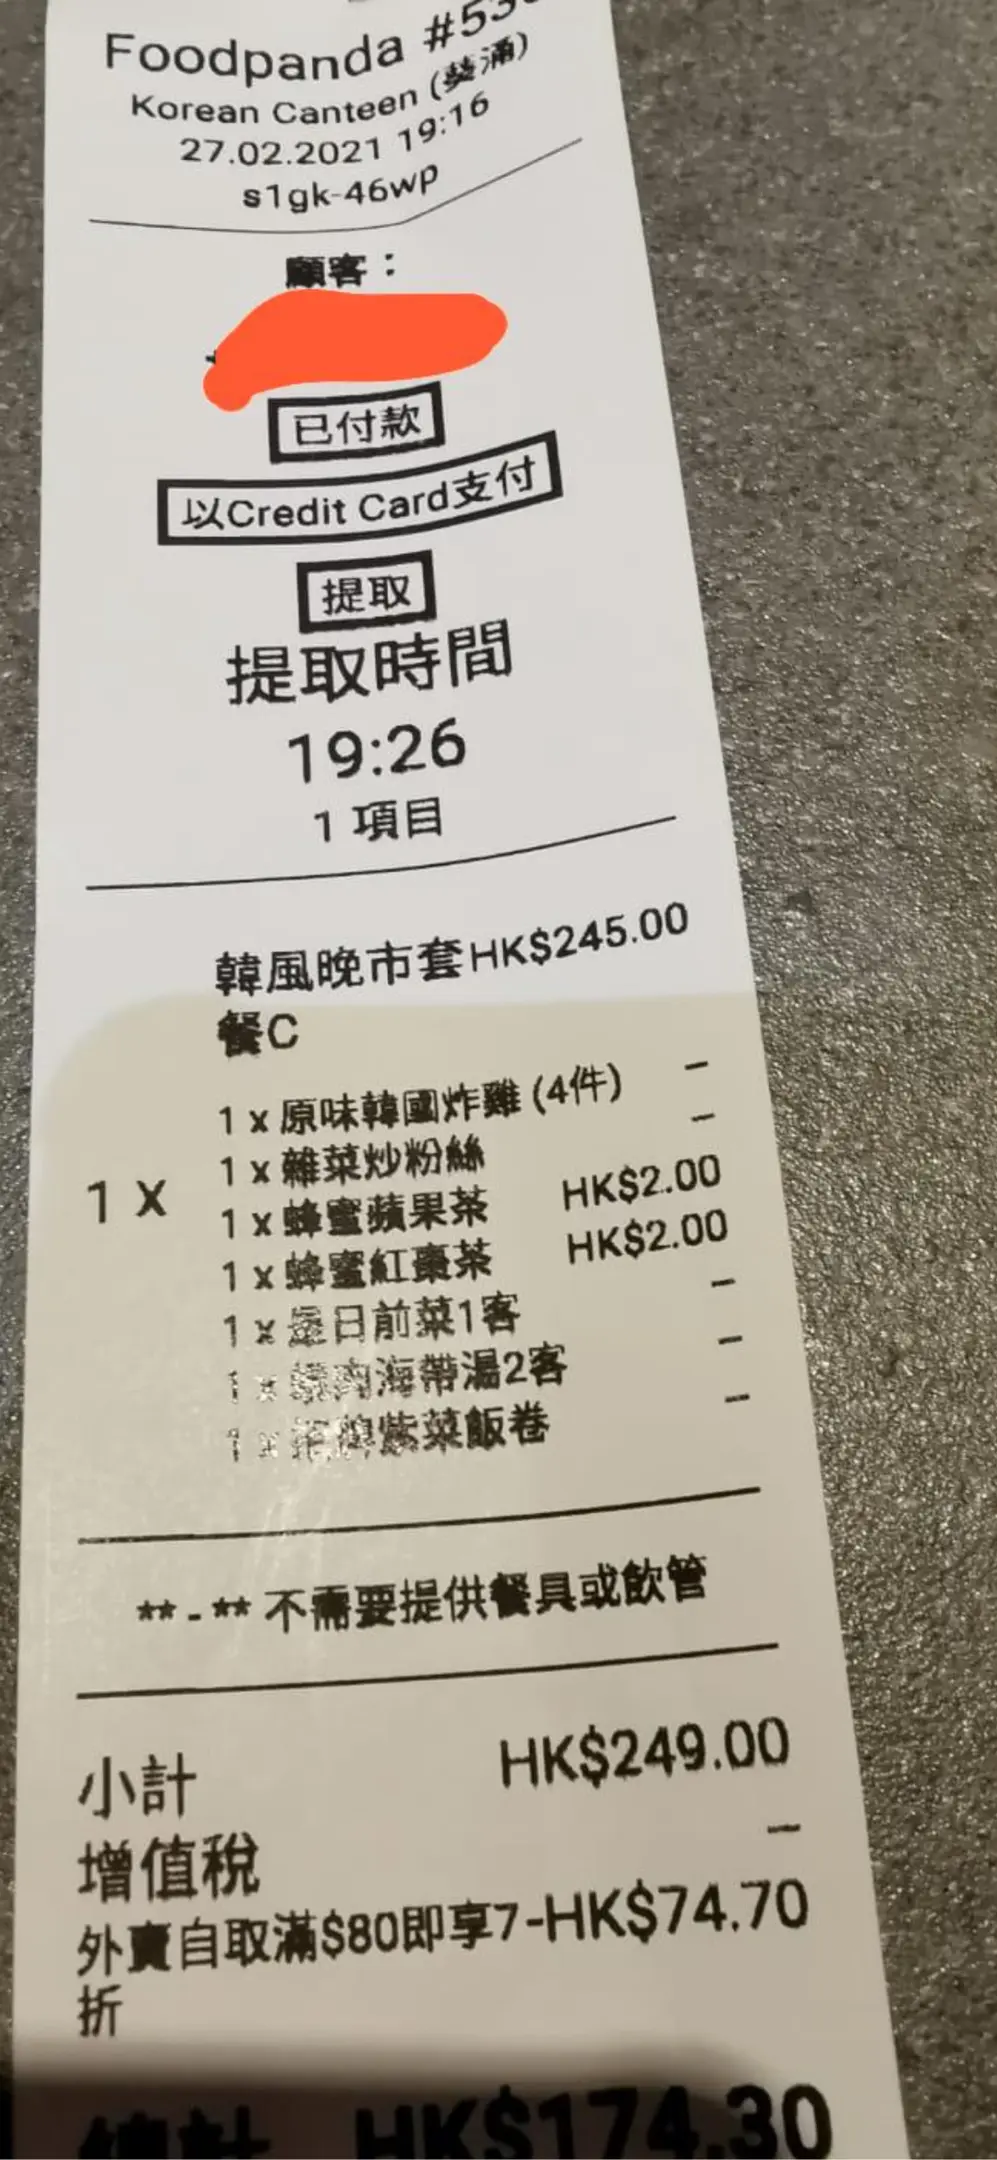 Foodpanda #53
Korean Canteen (葵涌)
27.02.2021 19:16
s1gk-46wp
顧客：
已付款
以Credit Card支付
提取
提取時間
19:26
1 項目
韓風晚市套 HK$245.00
餐C
1 x
1 x 原味韓國炸雞 (4件) –
1 x 雜菜炒粉絲 –
1 x 蜂蜜蘋果茶 HK$2.00
1 x 蜂蜜紅棗茶 HK$2.00
1 x 是日前菜1客 –
1 x 海帶湯2客 –
1 x 紫菜飯卷 –
** - ** 不需要提供餐具或飲管
小計 HK$249.00
增值稅 –
外賣自取滿$80即享7 -HK$74.70
折
總計 HK$174.30